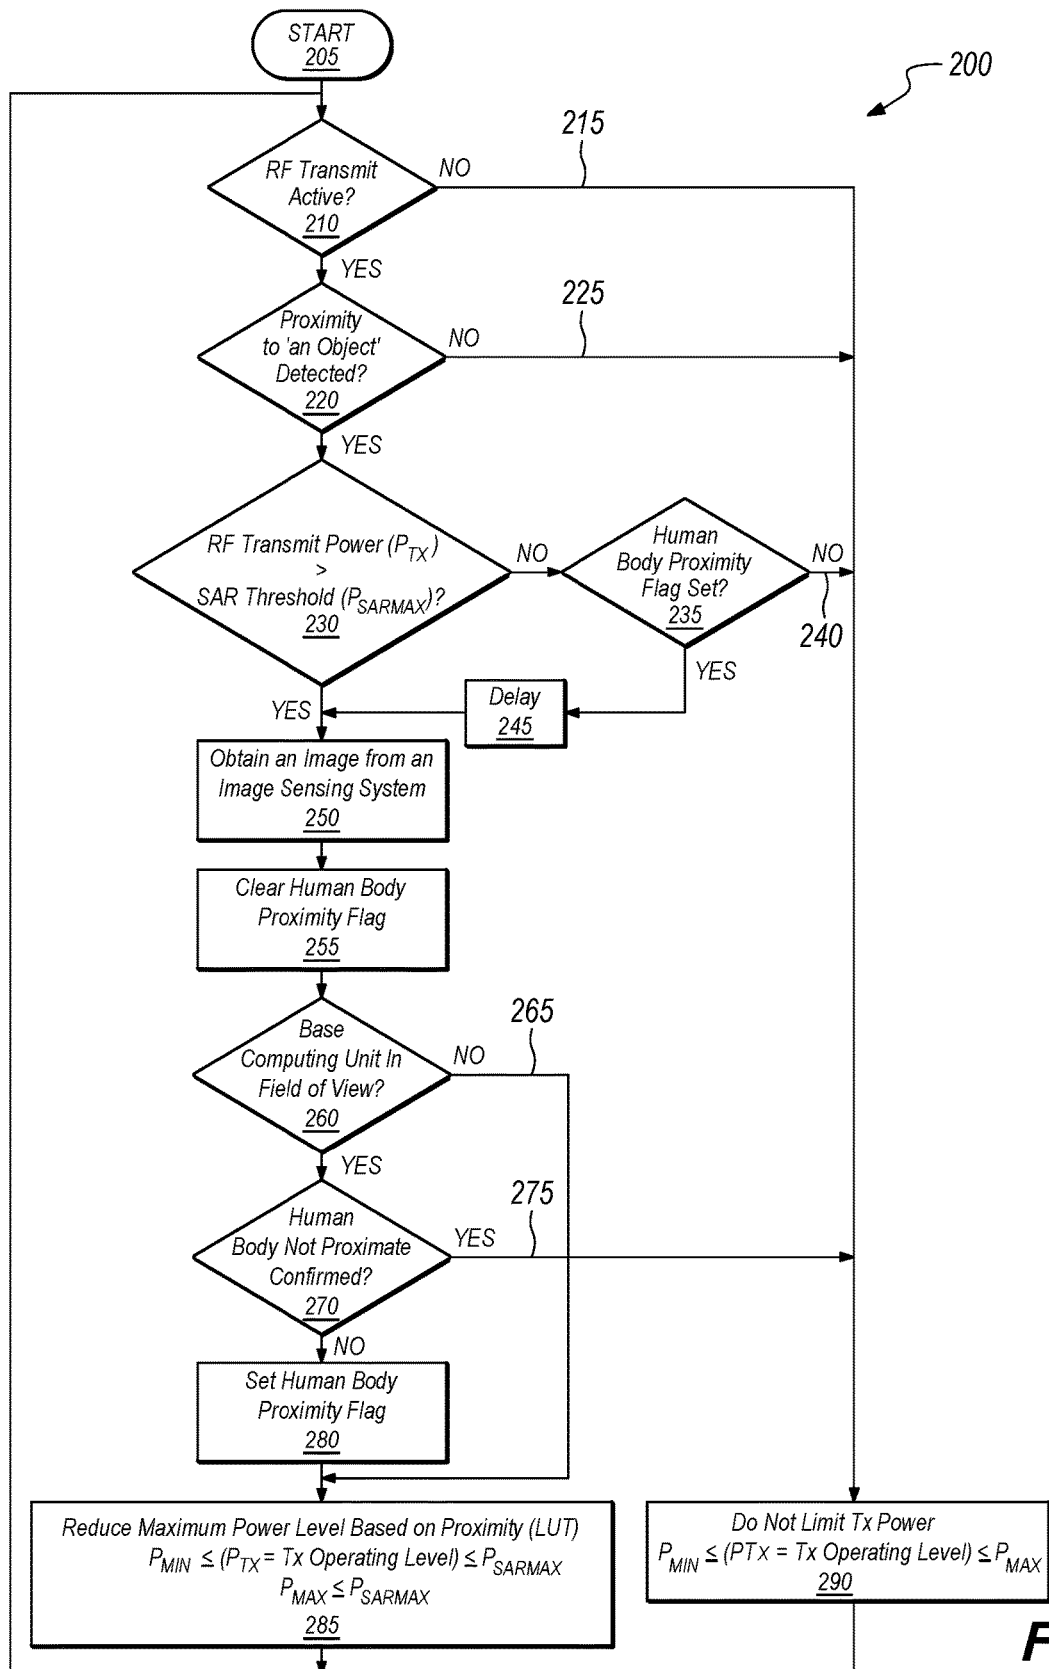 START
205
200
215
RF Transmit
Active?
210
NO
YES
225
Proximity
to 'an Object'
Detected?
220
NO
YES
RF Transmit Power (PTX)
>
SAR Threshold (PSARMAX)?
230
NO
Human
Body Proximity
Flag Set?
235
NO
240
YES
YES
Delay
245
Obtain an Image from an
Image Sensing System
250
Clear Human Body
Proximity Flag
255
265
Base
Computing Unit In
Field of View?
260
NO
YES
275
Human
Body Not Proximate
Confirmed?
270
YES
NO
Set Human Body
Proximity Flag
280
Reduce Maximum Power Level Based on Proximity (LUT)
PMIN ≤ (PTX = Tx Operating Level) ≤ PSARMAX
PMAX ≤ PSARMAX
285
Do Not Limit Tx Power
PMIN ≤ (PTx = Tx Operating Level) ≤ PMAX
290
F